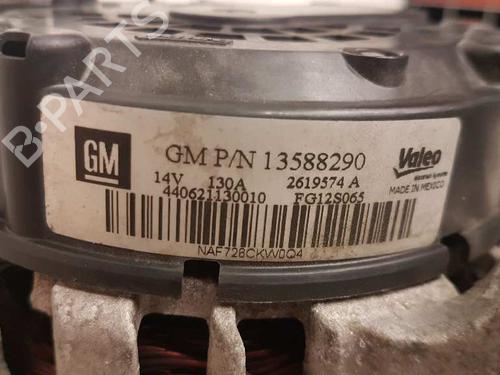 B-PARTS
GM
GM P/N 13588290
Valeo
14V 130A 2619574 A
MADE IN MEXICO
440621130010 FG12S065
NAF728CKW0Q4